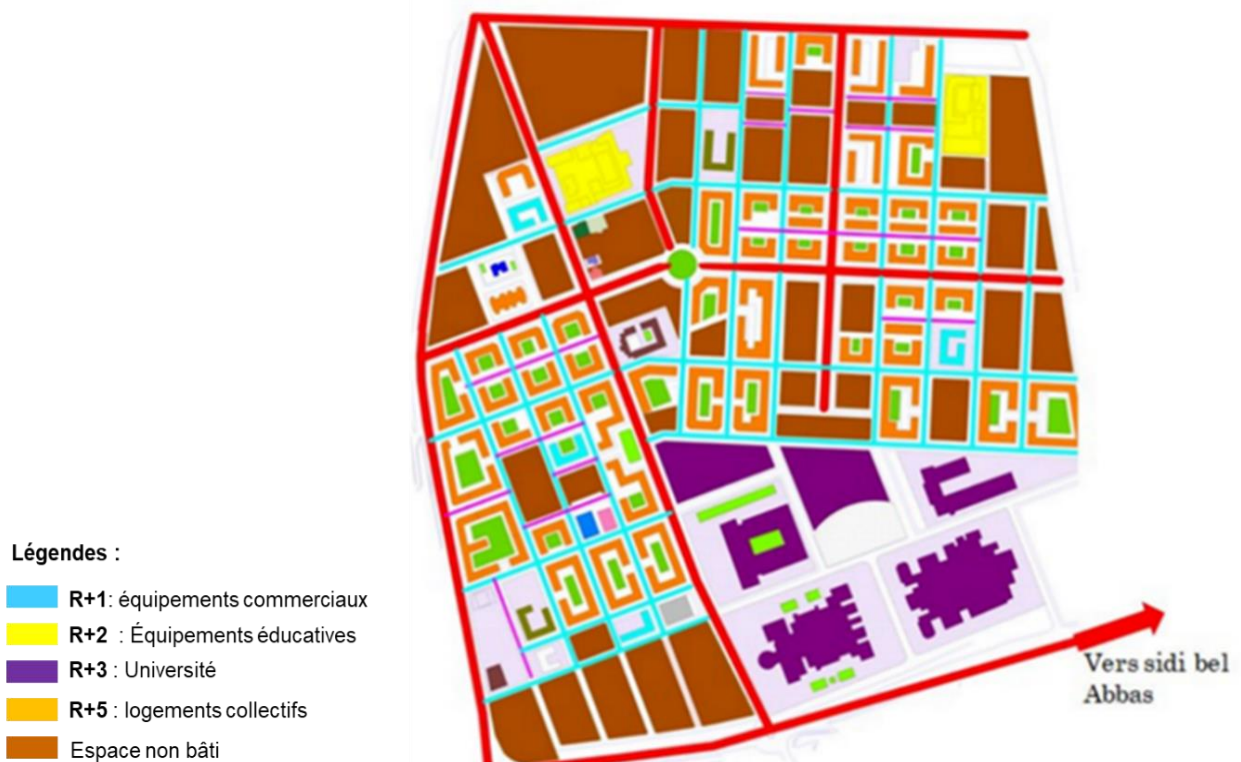 Légendes :
R+1: équipements commerciaux
R+2 : Équipements éducatives
R+3 : Université
R+5 : logements collectifs
Espace non bâti
Vers sidi bel
Abbas